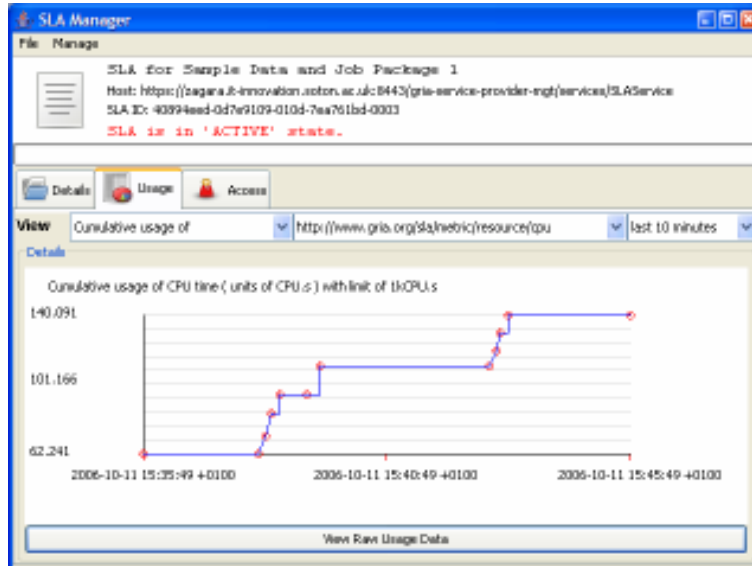 SLA Manager
File Manage
SLA for Sample Data and Job Package 1
Host: https://zagara.it-innovation.soton.ac.uk:8443/gria-service-provider-mgt/services/SLAService
SLA ID: 40894eed-0d7e9109-010d-7ea761bd-0003
SLA is in 'ACTIVE' state.
Details Usage Access
View Cumulative usage of http://www.gria.org/sla/metric/resource/cpu last 10 minutes
Details
Cumulative usage of CPU time ( units of CPU.s ) with limit of 1kCPU.s
140.091
101.166
62.241
2006-10-11 15:35:49 +0100 2006-10-11 15:40:49 +0100 2006-10-11 15:45:49 +0100
View Raw Usage Data